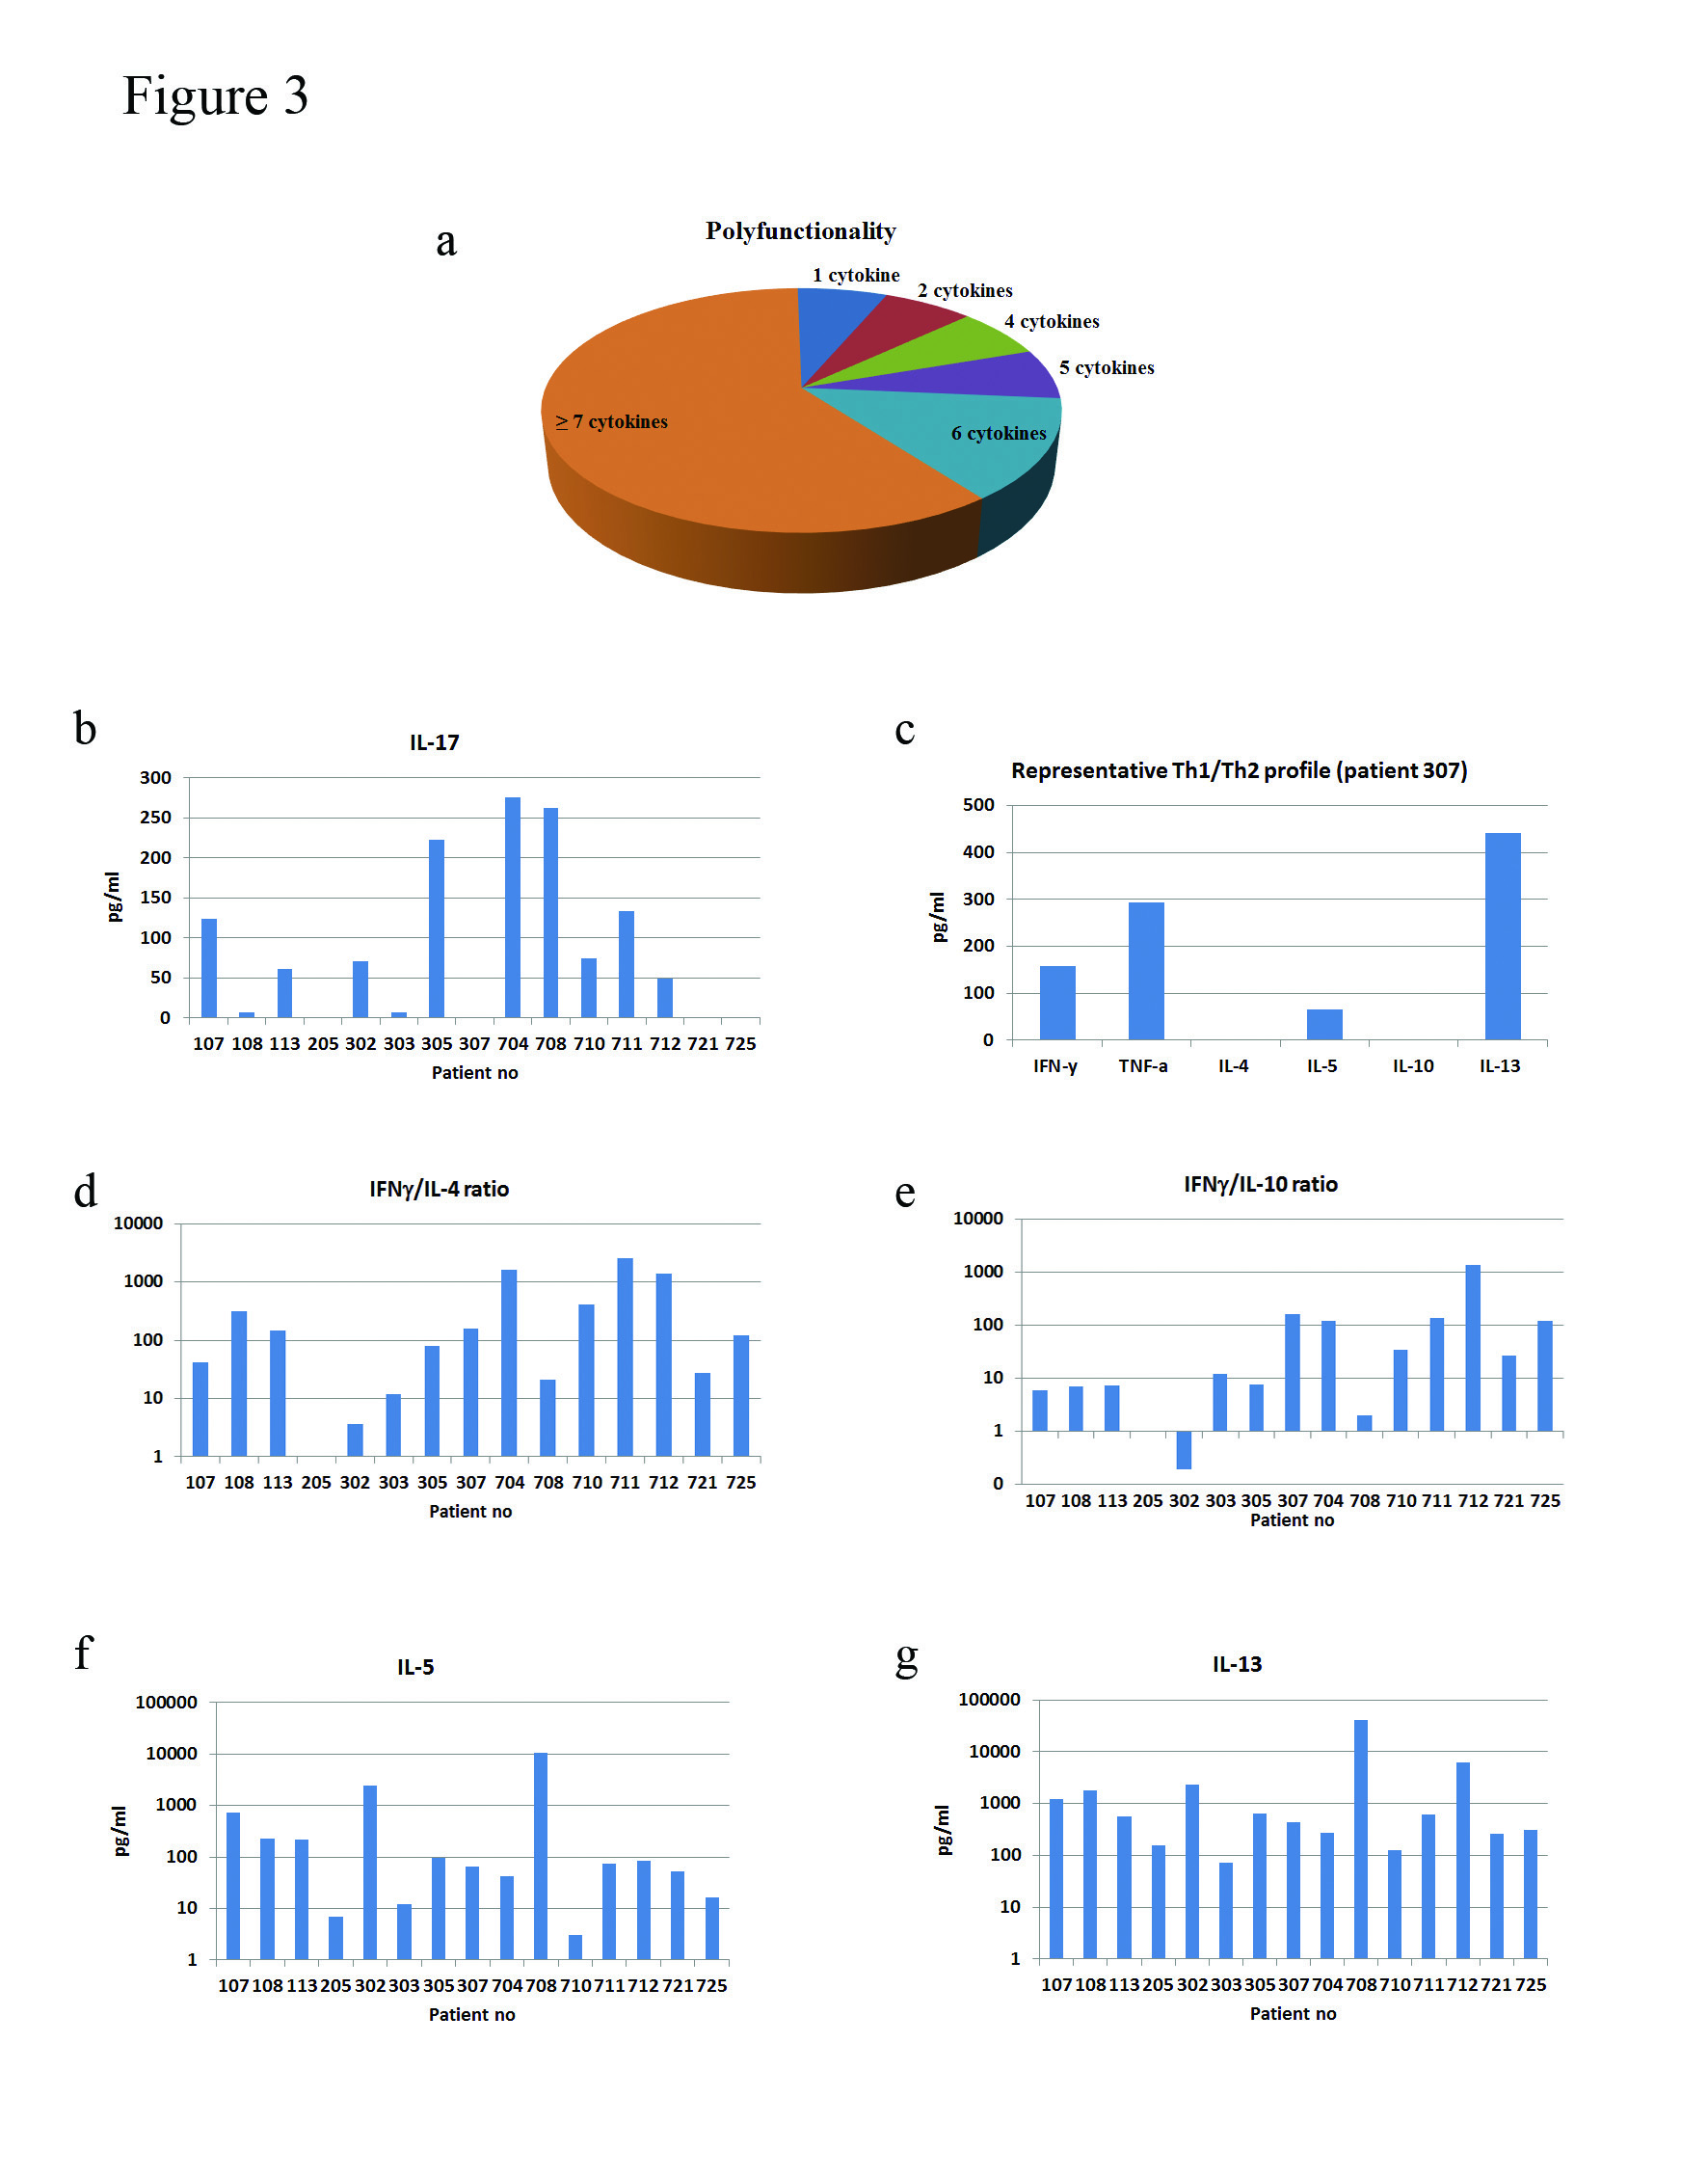 Figure 3
a
Polyfunctionality
1 cytokine
2 cytokines
4 cytokines
5 cytokines
≥ 7 cytokines
6 cytokines
b
IL-17
300
250
200
150
100
50
0
pg/ml
107 108 113 205 302 303 305 307 704 708 710 711 712 721 725
Patient no
c
Representative Th1/Th2 profile (patient 307)
500
400
300
200
100
0
pg/ml
IFN-y TNF-a IL-4 IL-5 IL-10 IL-13
d
IFNγ/IL-4 ratio
10000
1000
100
10
1
107 108 113 205 302 303 305 307 704 708 710 711 712 721 725
Patient no
e
IFNγ/IL-10 ratio
10000
1000
100
10
1
0
107 108 113 205 302 303 305 307 704 708 710 711 712 721 725
Patient no
f
IL-5
100000
10000
1000
100
10
1
pg/ml
107 108 113 205 302 303 305 307 704 708 710 711 712 721 725
Patient no
g
IL-13
100000
10000
1000
100
10
1
pg/ml
107 108 113 205 302 303 305 307 704 708 710 711 712 721 725
Patient no